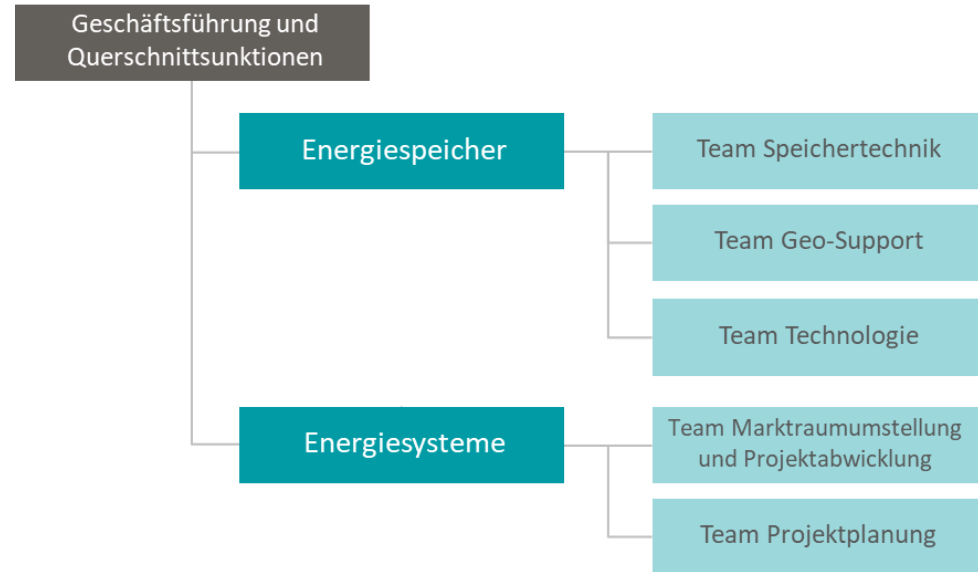 Geschäftsführung und
Querschnittsunktionen
Energiespeicher
Team Speichertechnik
Team Geo-Support
Team Technologie
Energiesysteme
Team Marktraumumstellung
und Projektabwicklung
Team Projektplanung